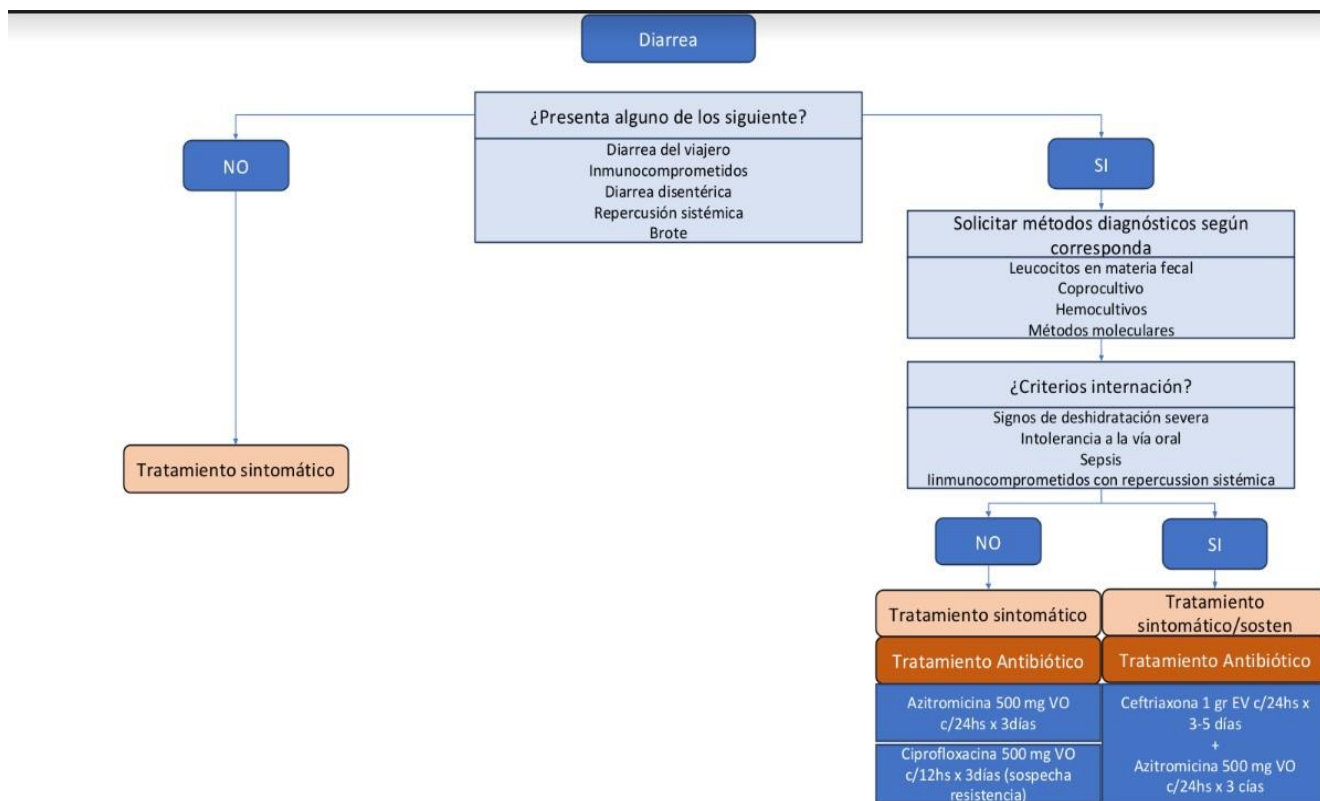 Diarrea
¿Presenta alguno de los siguiente?
Diarrea del viajero
Inmunocomprometidos
Diarrea disentérica
Repercusión sistémica
Brote
NO
SI
Solicitar métodos diagnósticos según
corresponda
Leucocitos en materia fecal
Coprocultivo
Hemocultivos
Métodos moleculares
¿Criterios internación?
Signos de deshidratación severa
Intolerancia a la vía oral
Sepsis
Iinmunocomprometidos con repercussion sistémica
Tratamiento sintomático
NO
SI
Tratamiento sintomático
Tratamiento Antibiótico
Azitromicina 500 mg VO
c/24hs x 3días
Ciprofloxacina 500 mg VO
c/12hs x 3días (sospecha
resistencia)
Tratamiento
sintomático/sosten
Tratamiento Antibiótico
Ceftriaxona 1 gr EV c/24hs x
3-5 días
+
Azitromicina 500 mg VO
c/24hs x 3 cías